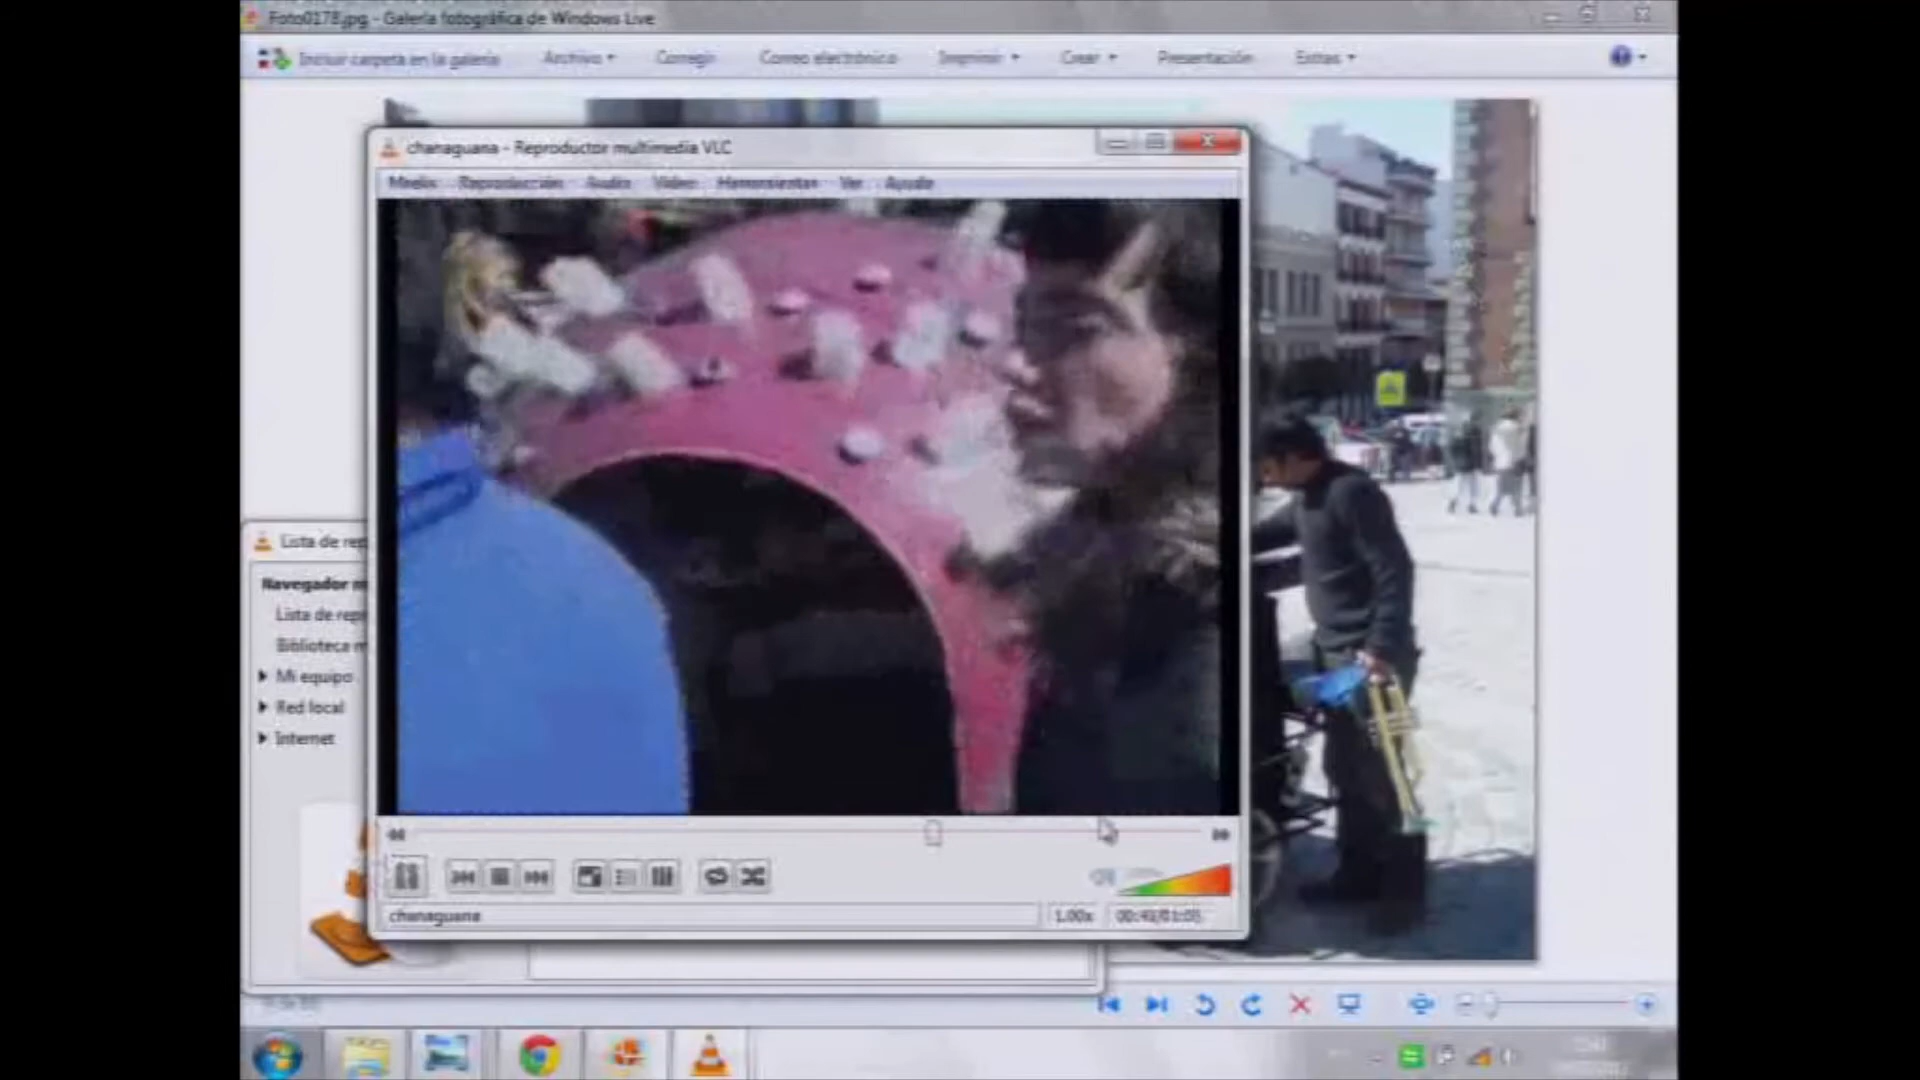 Foto0178.jpg - Galería fotográfica de Windows Live
Incluir carpeta en la galería Archivo Corregir Correo electrónico Imprimir Crear Presentación Extras
chanaguana - Reproductor multimedia VLC
Medio Reproducción Audio Vídeo Herramientas Ver Ayuda
Lista de rep
Navegador m
Lista de repr
Biblioteca m
Mi equipo
Red local
Internet
chanaguana 1.00x